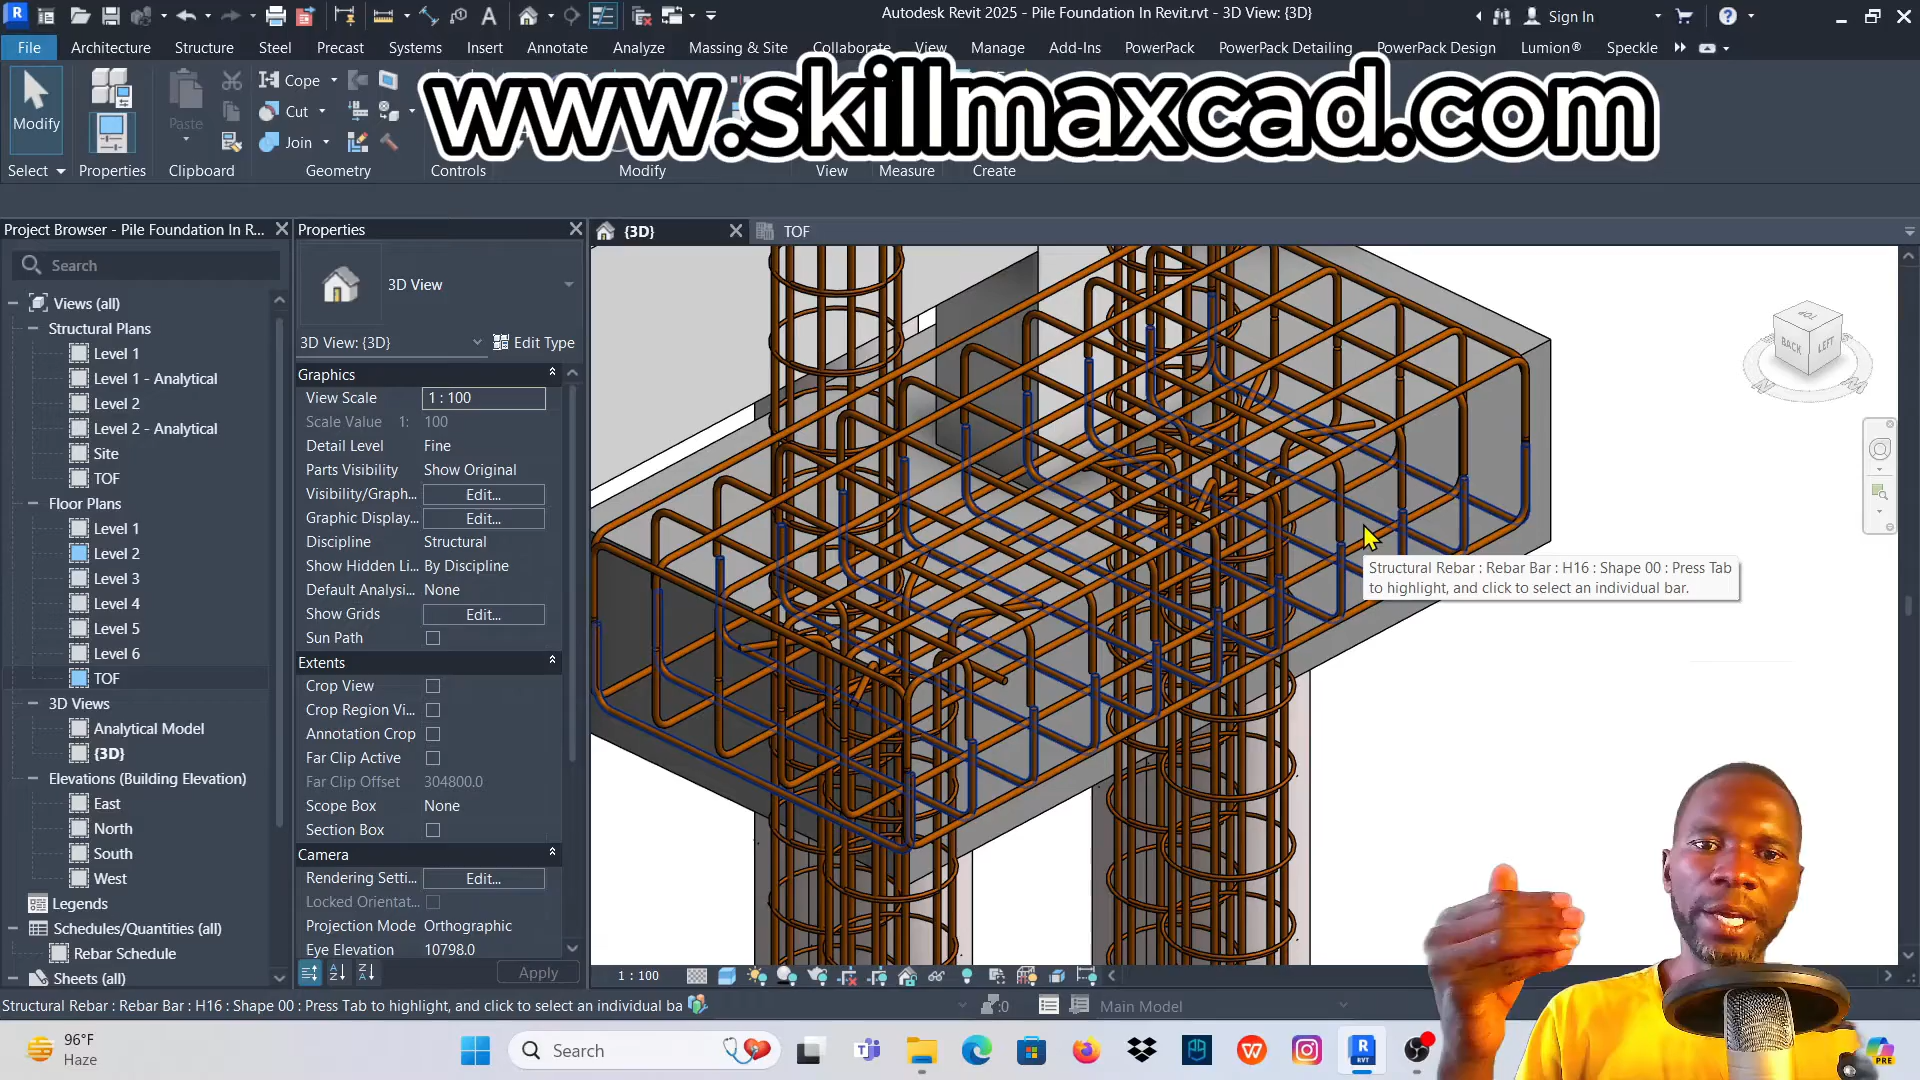 Autodesk Revit 2025 - Pile Foundation In Revit.rvt - 3D View: {3D}
Sign In
File Architecture Structure Steel Precast Systems Insert Annotate Analyze Massing & Site Collaborate View Manage Add-Ins PowerPack PowerPack Detailing PowerPack Design Lumion® Speckle
www.skillmaxcad.com
Modify
Paste
Cope
Cut
Join
Select Properties Clipboard Geometry Controls Modify View Measure Create
Project Browser - Pile Foundation In R...
Search
Views (all)
Structural Plans
Level 1
Level 1 - Analytical
Level 2
Level 2 - Analytical
Site
TOF
Floor Plans
Level 1
Level 2
Level 3
Level 4
Level 5
Level 6
TOF
3D Views
Analytical Model
{3D}
Elevations (Building Elevation)
East
North
South
West
Legends
Schedules/Quantities (all)
Rebar Schedule
Sheets (all)
Properties
3D View
3D View: {3D} Edit Type
Graphics
View Scale 1 : 100
Scale Value 1: 100
Detail Level Fine
Parts Visibility Show Original
Visibility/Graph... Edit...
Graphic Display... Edit...
Discipline Structural
Show Hidden Li... By Discipline
Default Analysi... None
Show Grids Edit...
Sun Path
Extents
Crop View
Crop Region Vi...
Annotation Crop
Far Clip Active
Far Clip Offset 304800.0
Scope Box None
Section Box
Camera
Rendering Setti... Edit...
Locked Orientat...
Projection Mode Orthographic
Eye Elevation 10798.0
Apply
{3D}
TOF
TOP
BACK
LEFT
Structural Rebar : Rebar Bar : H16 : Shape 00 : Press Tab
to highlight, and click to select an individual bar.
1 : 100
Structural Rebar : Rebar Bar : H16 : Shape 00 : Press Tab to highlight, and click to select an individual ba
:0
Main Model
96°F
Haze
Search
R
RVT
PRE